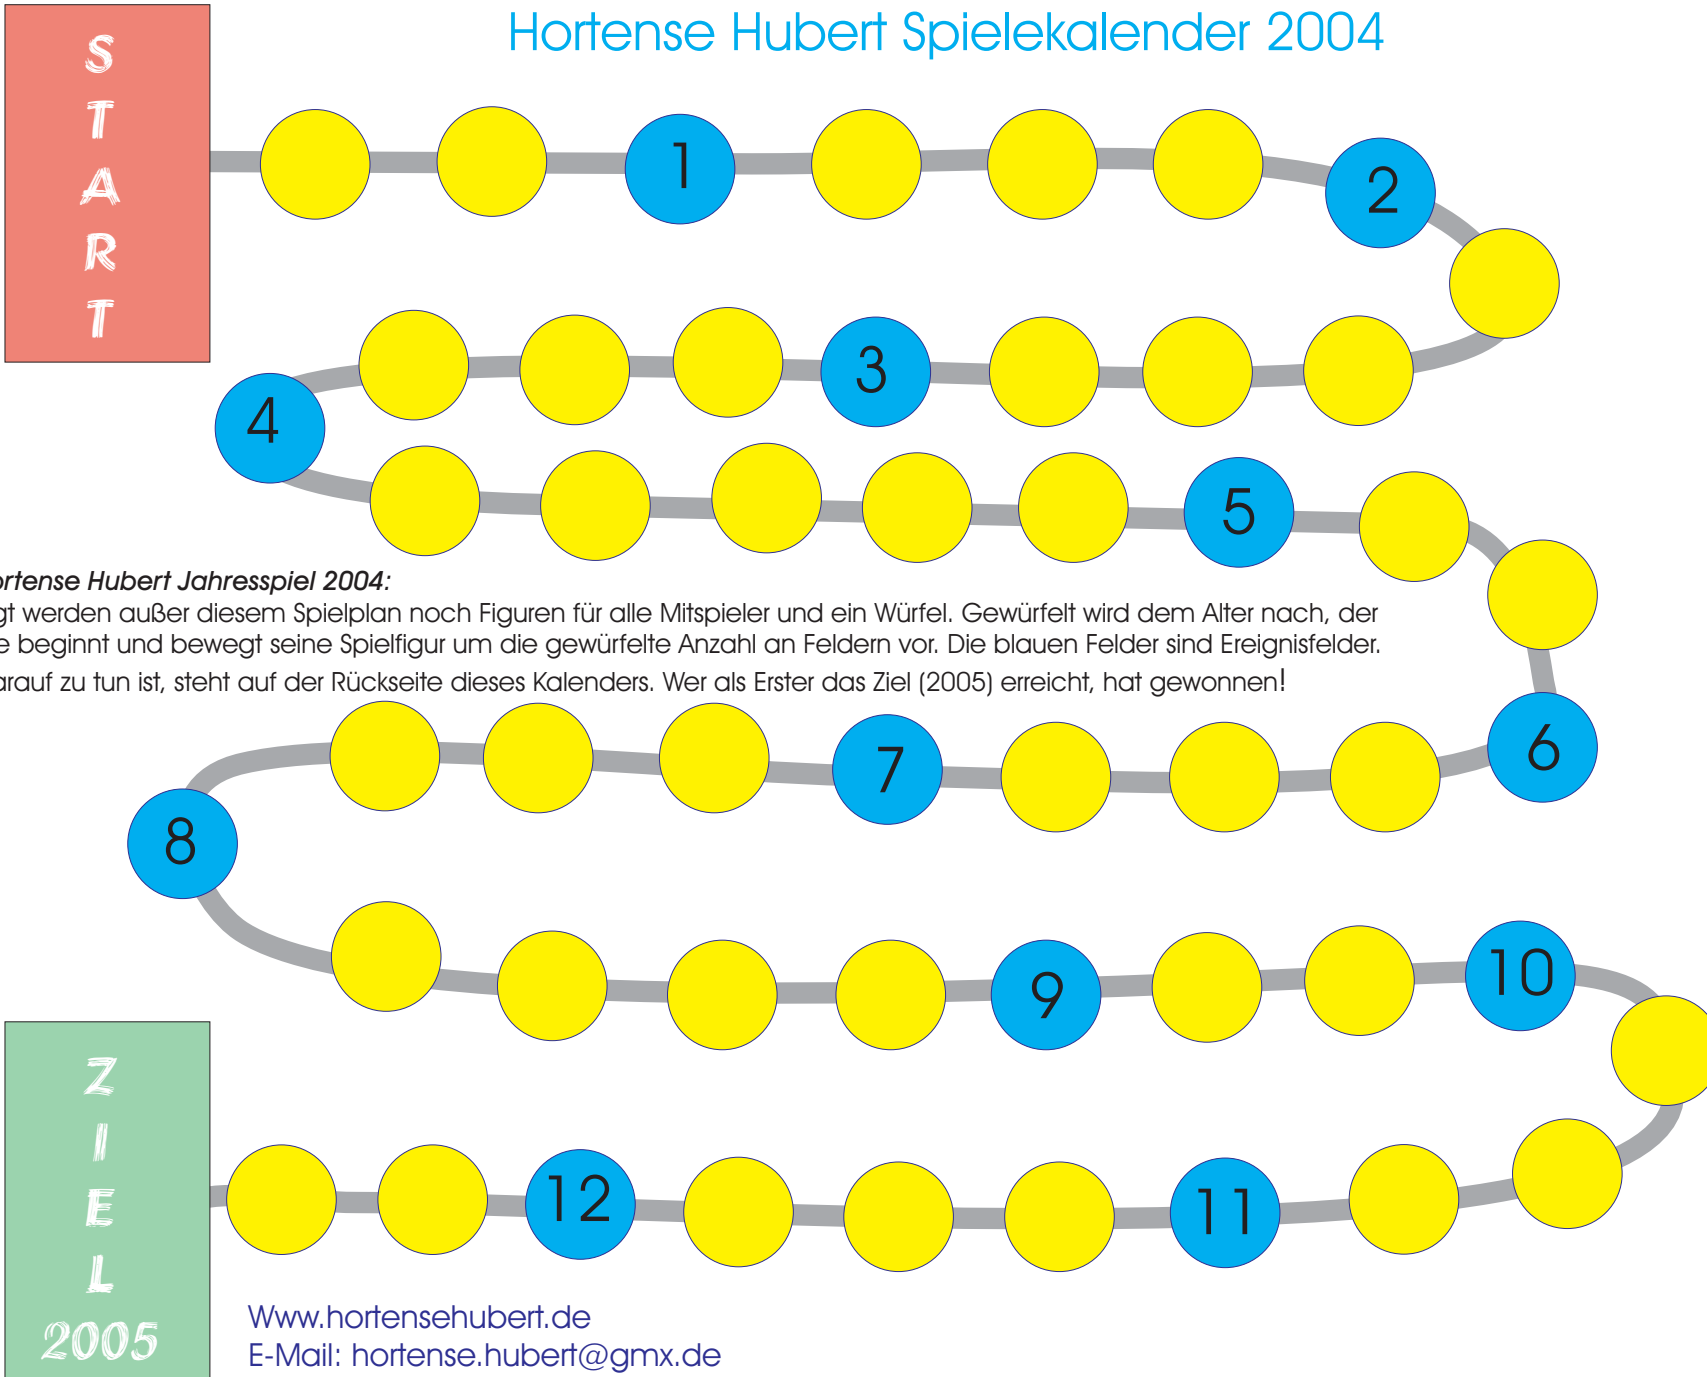 Hortense Hubert Spielekalender 2004
START
1
2
3
4
5
Hortense Hubert Jahresspiel 2004:
werden außer diesem Spielplan noch Figuren für alle Mitspieler und ein Würfel. Gewürfelt wird dem Alter nach, der
beginnt und bewegt seine Spielfigur um die gewürfelte Anzahl an Feldern vor. Die blauen Felder sind Ereignisfelder.
arauf zu tun ist, steht auf der Rückseite dieses Kalenders. Wer als Erster das Ziel (2005) erreicht, hat gewonnen!
6
7
8
9
10
11
12
ZIEL
2005
Www.hortensehubert.de
E-Mail: hortense.hubert@gmx.de